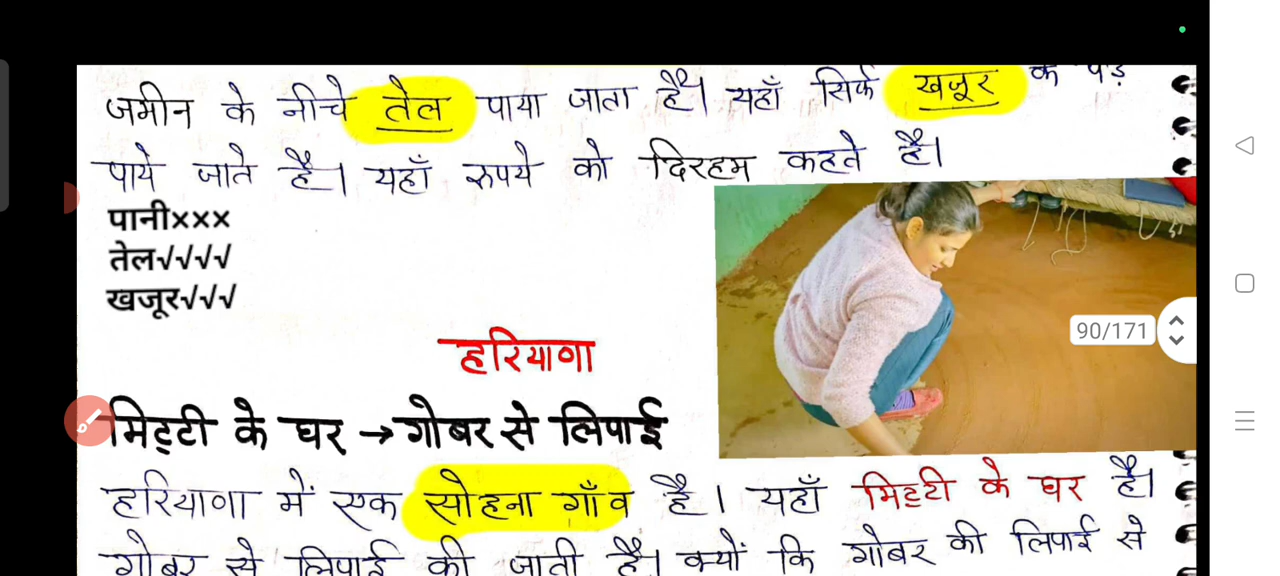 जमीन के नीचे तेल पाया जाता है। यहाँ सिर्फ खजूर के पेड़
पाये जाते है। यहाँ रुपये को दिरहम कहते है।
पानी×××
तेल√√√√
खजूर√√√
90/171
हरियाणा
मिट्टी के घर → गोबर से लिपाई
हरियाणा में एक सोहना गाँव है। यहाँ मिट्टी के घर है।
गोबर से लिपाई की जाती है। क्यों कि गोबर की लिपाई से